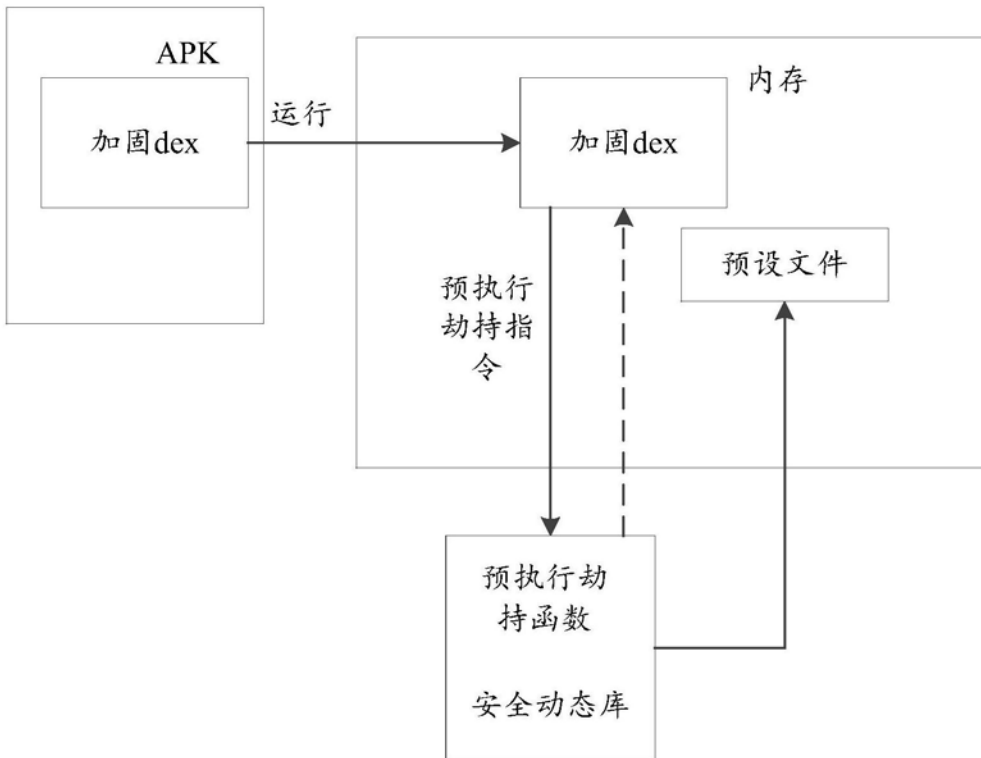 APK
加固dex
运行
内存
加固dex
预设文件
预执行
劫持指
令
预执行劫
持函数
安全动态库